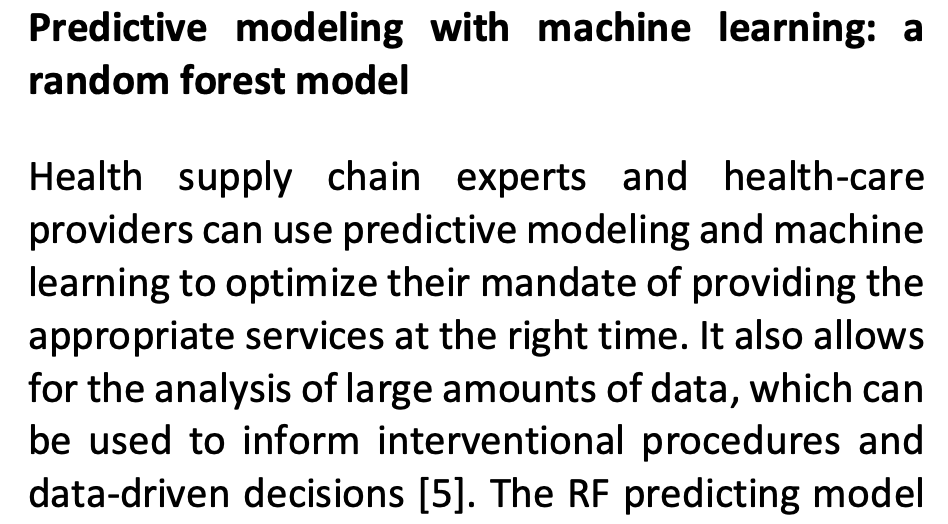 Predictive modeling with machine learning: a
random forest model
Health supply chain experts and health-care
providers can use predictive modeling and machine
learning to optimize their mandate of providing the
appropriate services at the right time. It also allows
for the analysis of large amounts of data, which can
be used to inform interventional procedures and
data-driven decisions [5]. The RF predicting model